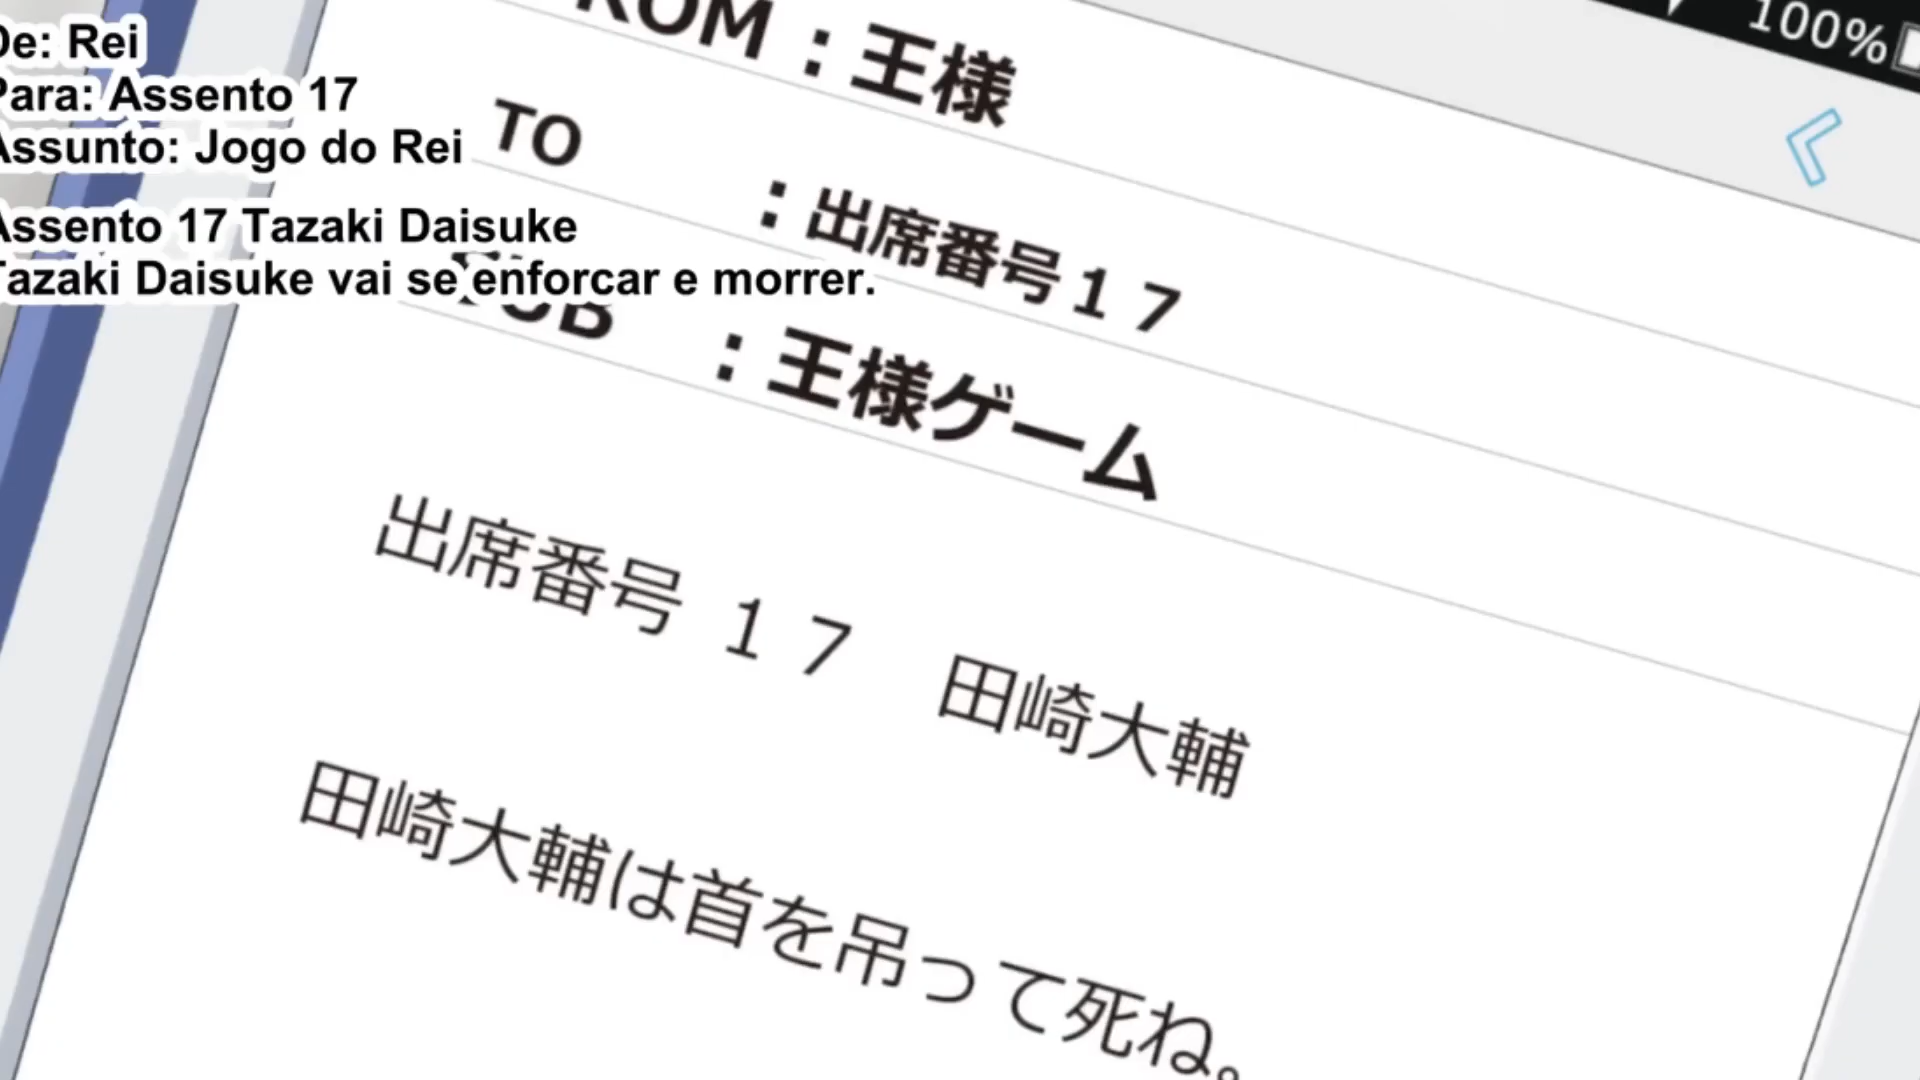 De: Rei
Para: Assento 17
Assunto: Jogo do Rei
Assento 17 Tazaki Daisuke
Tazaki Daisuke vai se enforcar e morrer.
100%
FROM：王様
TO ：出席番号１７
SUB ：王様ゲーム
出席番号 １７ 田崎大輔
田崎大輔は首を吊って死ね。